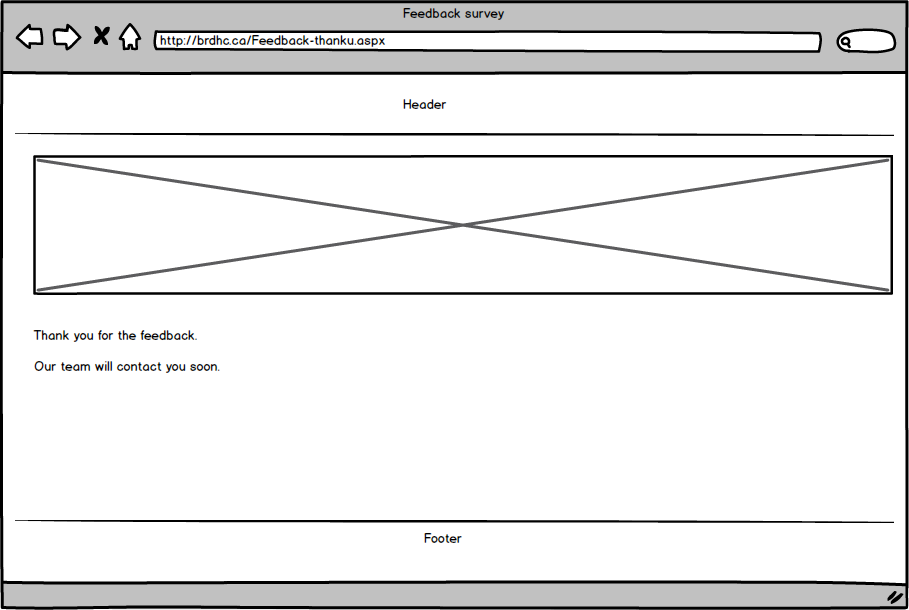 Feedback survey
http://brdhc.ca/Feedback-thanku.aspx
Header
Thank you for the feedback.
Our team will contact you soon.
Footer